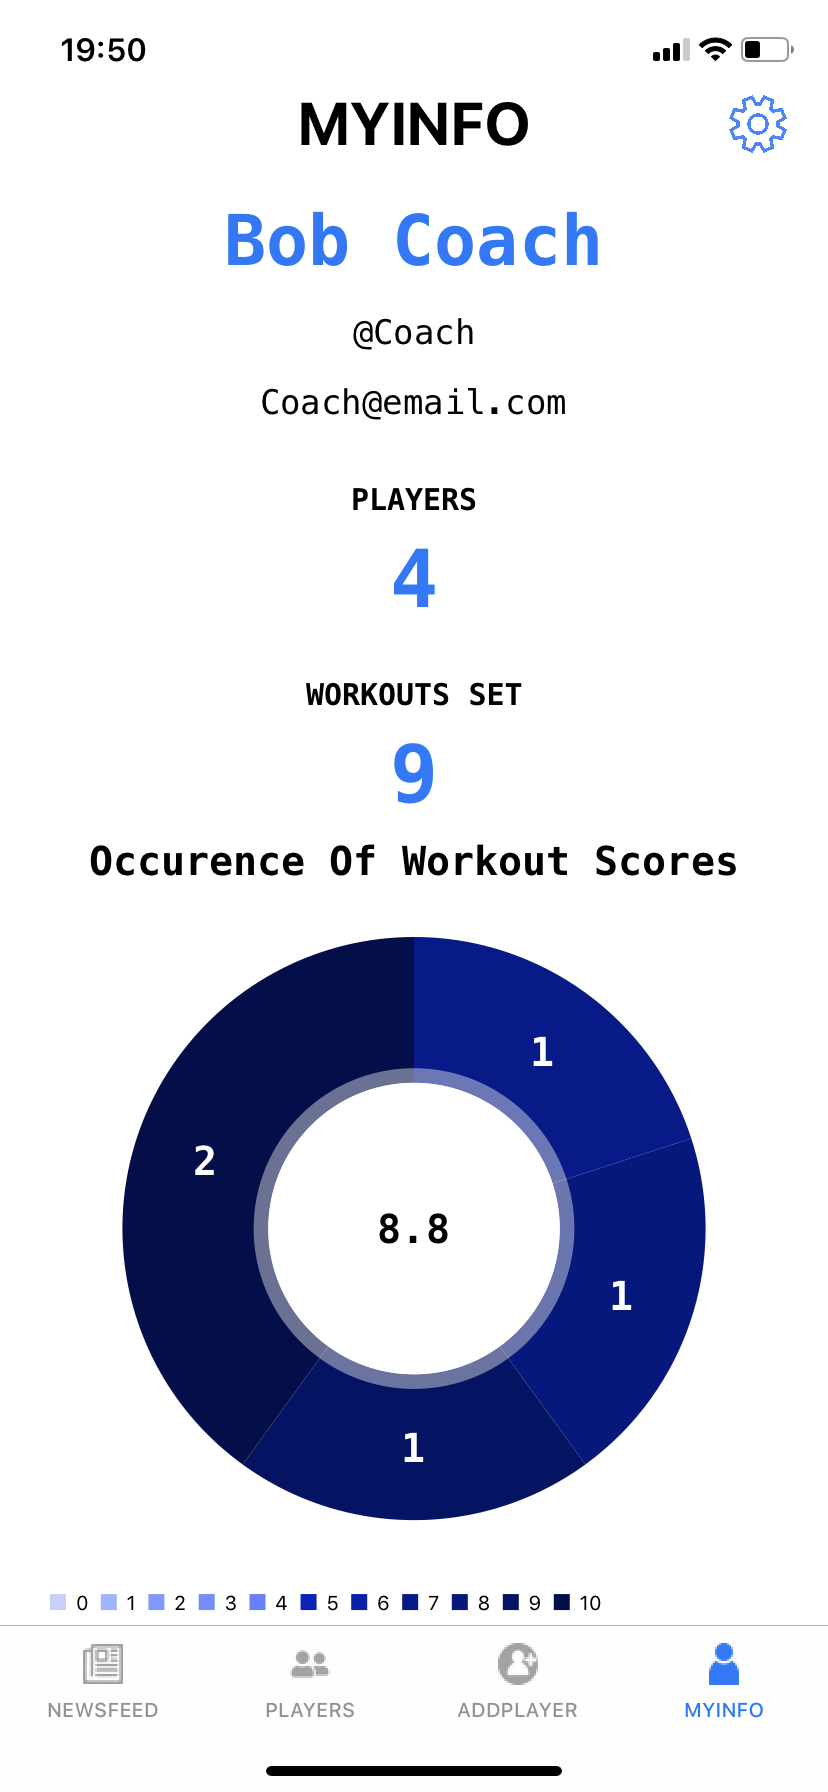 19:50
MYINFO
Bob Coach
@Coach
Coach@email.com
PLAYERS
4
WORKOUTS SET
9
Occurence Of Workout Scores
1
2
8.8
1
1
0 1 2 3 4 5 6 7 8 9 10
NEWSFEED PLAYERS ADDPLAYER MYINFO